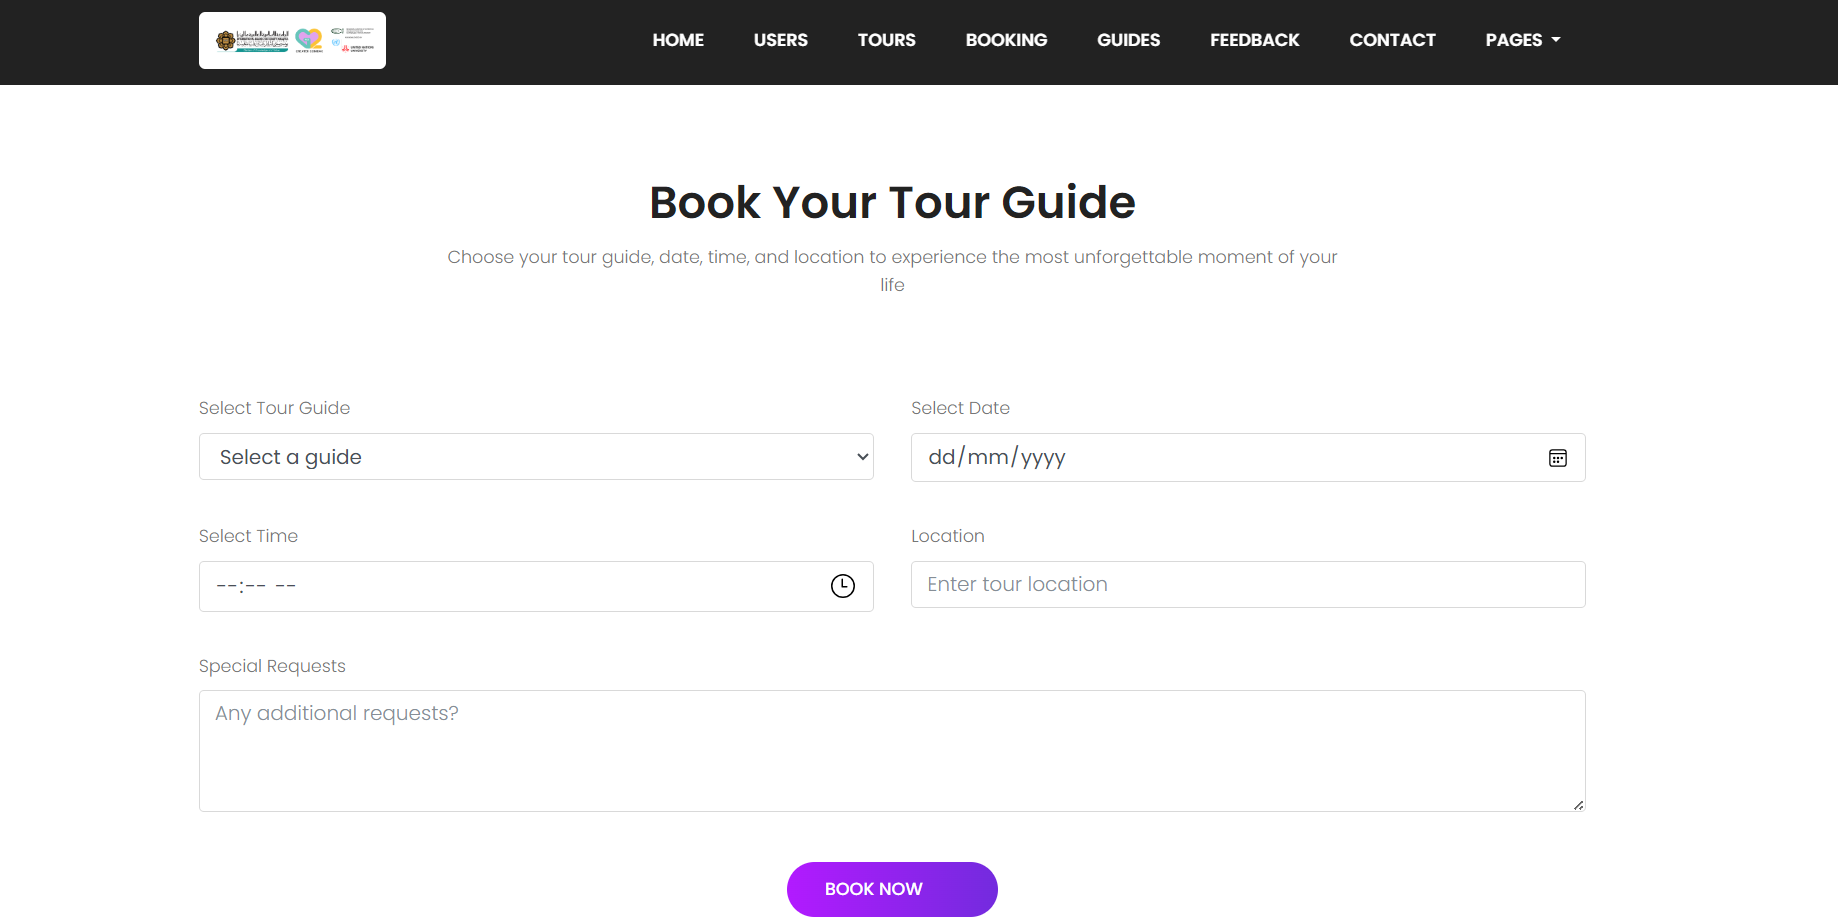 HOME USERS TOURS BOOKING GUIDES FEEDBACK CONTACT PAGES
Book Your Tour Guide
Choose your tour guide, date, time, and location to experience the most unforgettable moment of your
life
Select Tour Guide
Select a guide
Select Date
dd/mm/yyyy
Select Time
--:-- --
Location
Enter tour location
Special Requests
Any additional requests?
BOOK NOW